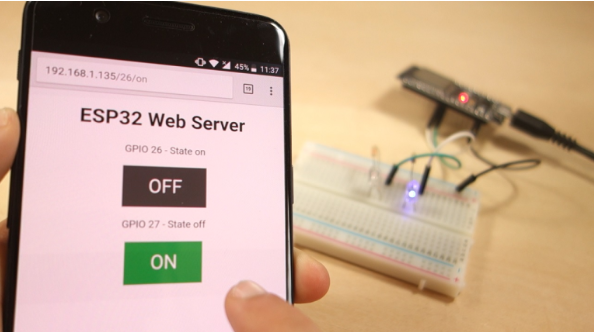 45% 11:37
192.168.1.135/26/on
19
ESP32 Web Server
GPIO 26 - State on
OFF
GPIO 27 - State off
ON